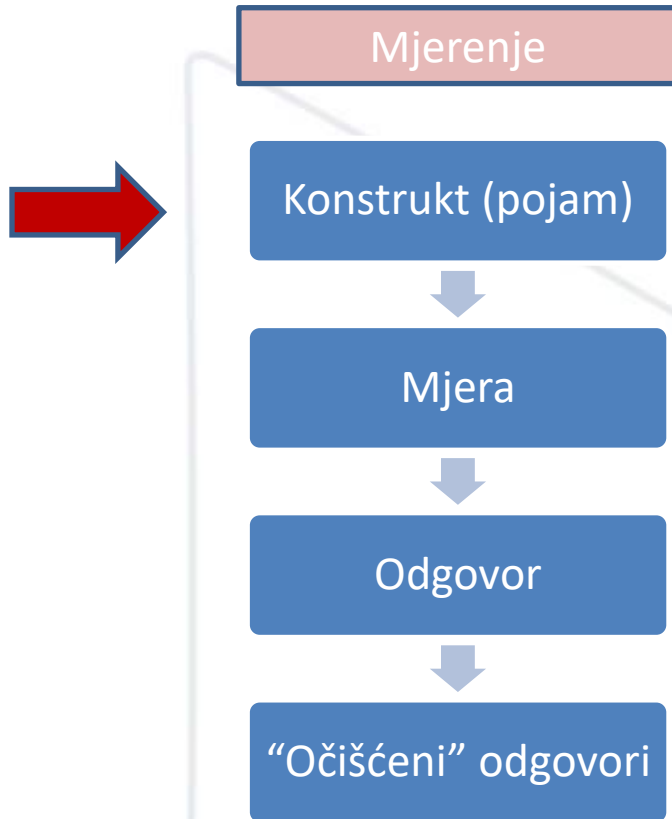 Mjerenje
Konstrukt (pojam)
Mjera
Odgovor
“Očišćeni” odgovori